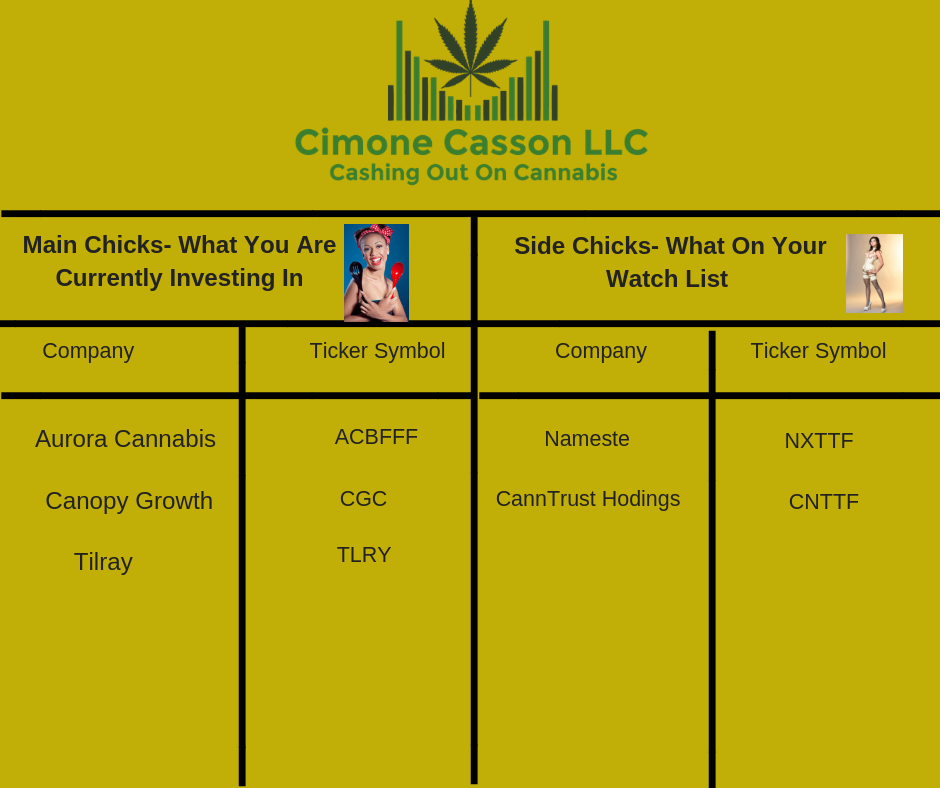 Cimone Casson LLC
Cashing Out On Cannabis
Main Chicks- What You Are
Currently Investing In
Side Chicks- What On Your
Watch List
Company
Ticker Symbol
Company
Ticker Symbol
Aurora Cannabis
ACBFFF
Nameste
NXTTF
Canopy Growth
CGC
CannTrust Hodings
CNTTF
Tilray
TLRY